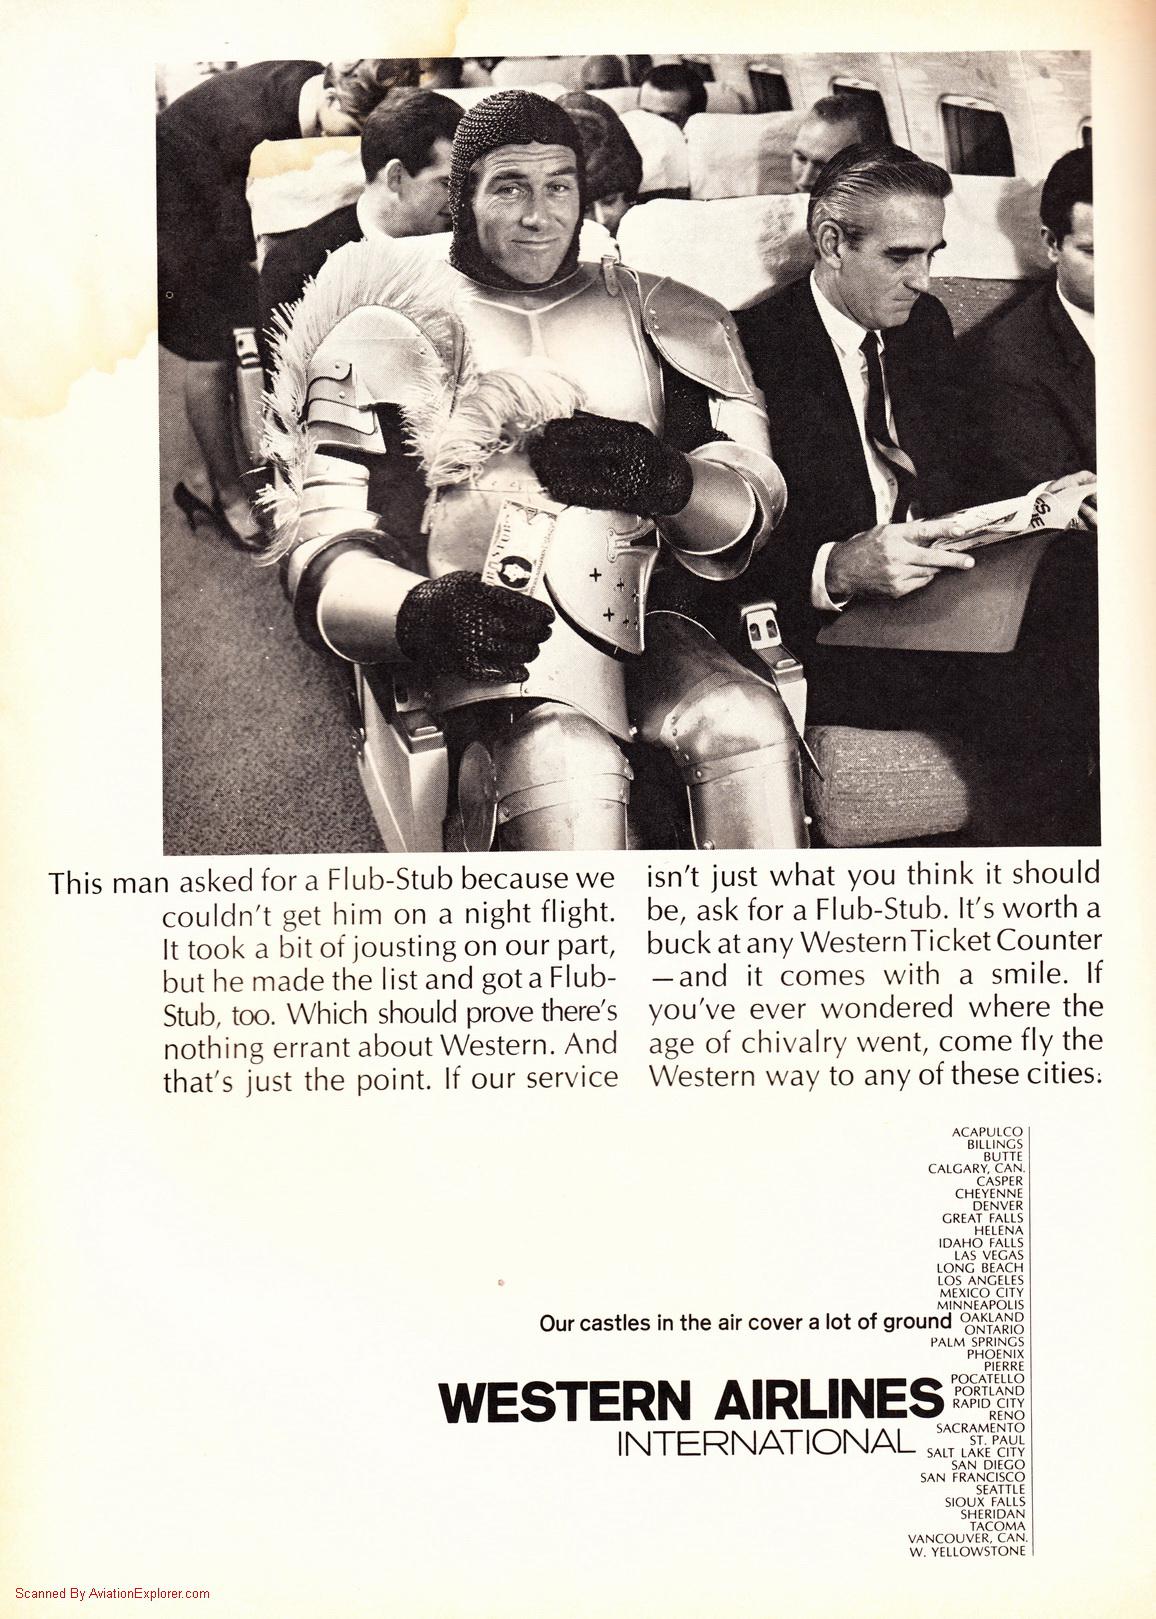 This man asked for a Flub-Stub because we
couldn't get him on a night flight.
It took a bit of jousting on our part,
but he made the list and got a Flub-
Stub, too. Which should prove there's
nothing errant about Western. And
that's just the point. If our service
isn't just what you think it should
be, ask for a Flub-Stub. It's worth a
buck at any Western Ticket Counter
—and it comes with a smile. If
you've ever wondered where the
age of chivalry went, come fly the
Western way to any of these cities:
ACAPULCO
BILLINGS
BUTTE
CALGARY, CAN.
CASPER
CHEYENNE
DENVER
GREAT FALLS
HELENA
IDAHO FALLS
LAS VEGAS
LONG BEACH
LOS ANGELES
MEXICO CITY
MINNEAPOLIS
OAKLAND
ONTARIO
PALM SPRINGS
PHOENIX
PIERRE
POCATELLO
PORTLAND
RAPID CITY
RENO
SACRAMENTO
ST. PAUL
SALT LAKE CITY
SAN DIEGO
SAN FRANCISCO
SEATTLE
SIOUX FALLS
SHERIDAN
TACOMA
VANCOUVER, CAN.
W. YELLOWSTONE
Our castles in the air cover a lot of ground
WESTERN AIRLINES
INTERNATIONAL
Scanned By AviationExplorer.com